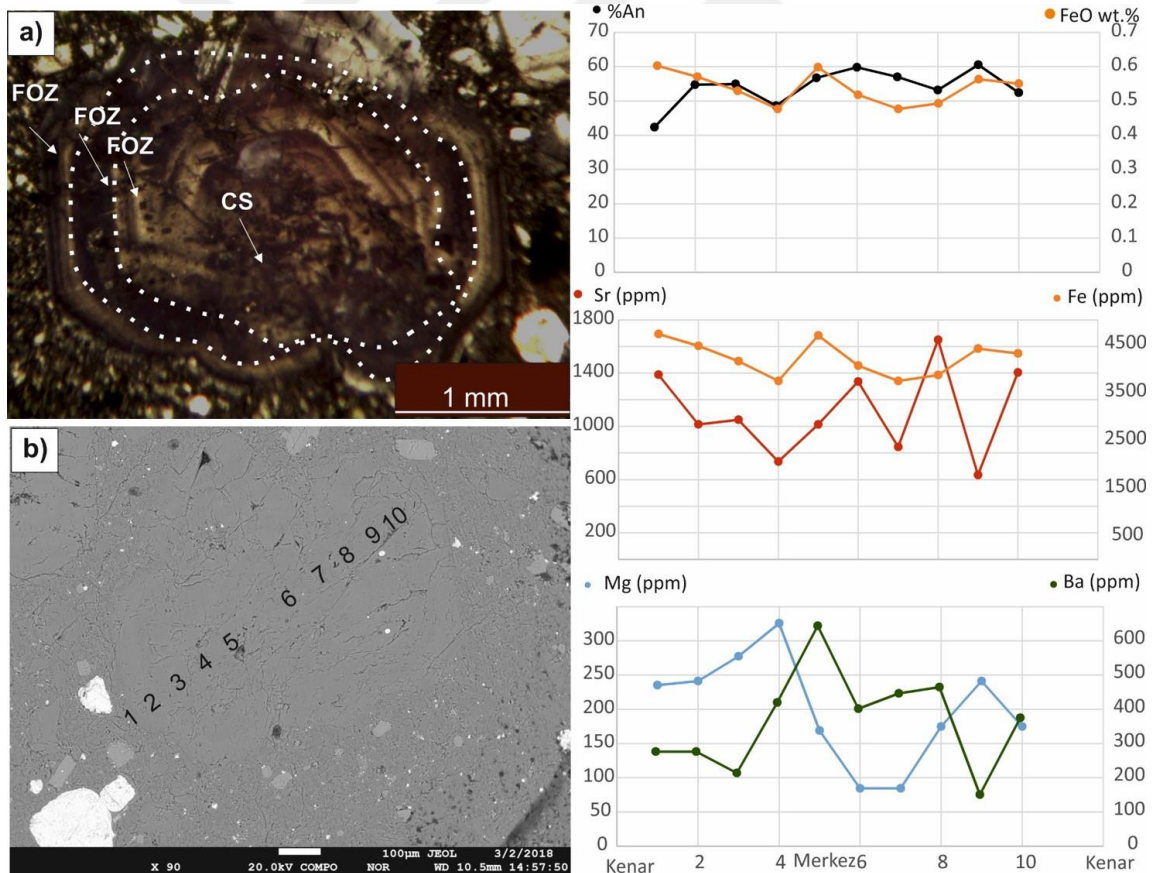 a)
FOZ
FOZ
FOZ
CS
1 mm
b)
1 2 3 4 5 6 7 8 9 10
100µm JEOL 3/2/2018
X 90 20.0kV COMPO NOR WD 10.5mm 14:57:50
%An FeO wt.%
70 0.7
60 0.6
50 0.5
40 0.4
30 0.3
20 0.2
10 0.1
0 0
Sr (ppm) Fe (ppm)
1800
4500
1400
3500
1000
2500
600
1500
200
500
Mg (ppm) Ba (ppm)
300 600
250 500
200 400
150 300
100 200
50 100
0 0
Kenar 2 4 Merkez6 8 10 Kenar